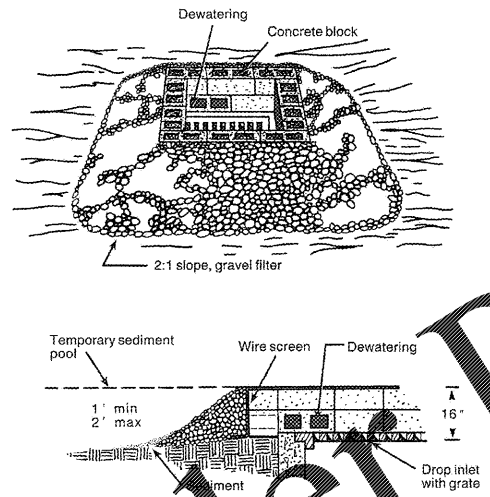 Dewatering
Concrete block
2:1 slope, gravel filter
Temporary sediment
pool
Wire screen
Dewatering
1' min
2' max
16"
Sediment
Drop inlet
with grate